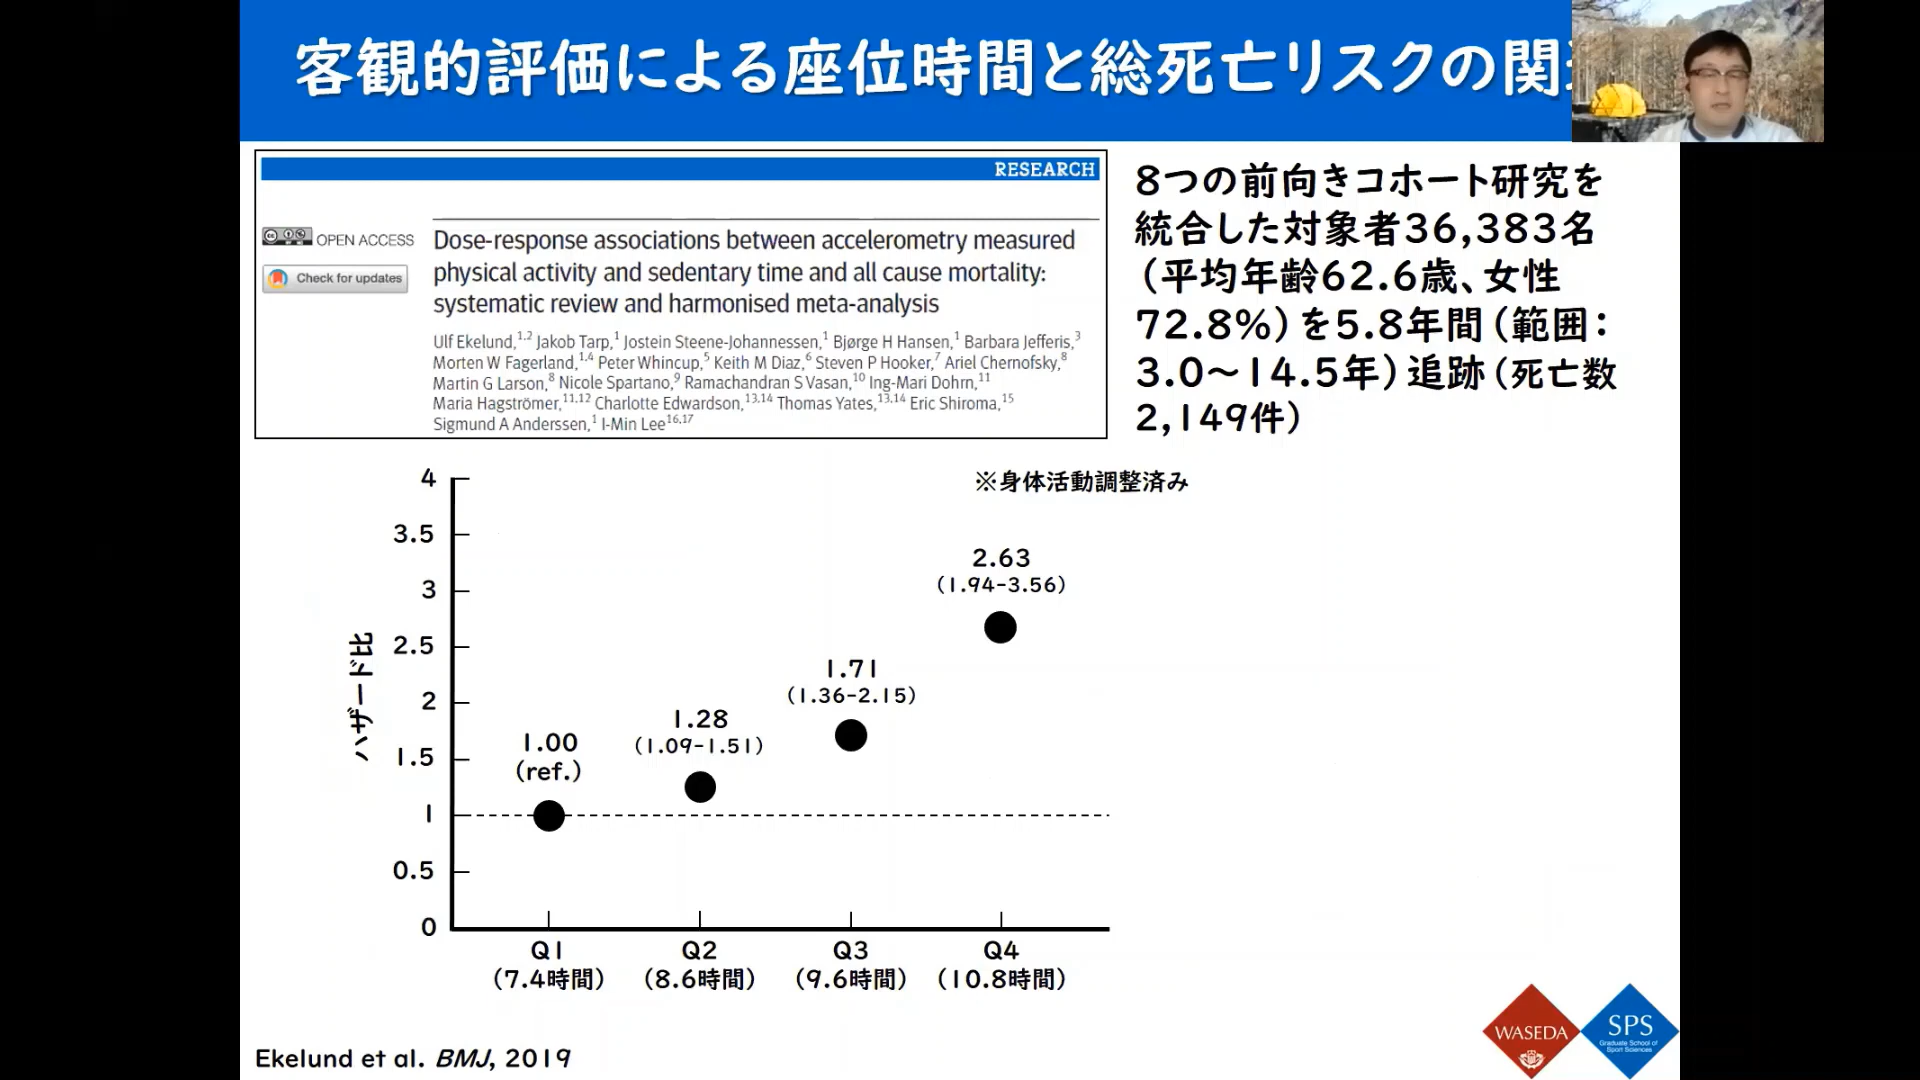 客観的評価による座位時間と総死亡リスクの関
RESEARCH
OPEN ACCESS
Check for updates
Dose-response associations between accelerometry measured
physical activity and sedentary time and all cause mortality:
systematic review and harmonised meta-analysis
Ulf Ekelund,1,2 Jakob Tarp,1 Jostein Steene-Johannessen,1 Bjørge H Hansen,1 Barbara Jefferis,3
Morten W Fagerland,1,4 Peter Whincup,5 Keith M Diaz,6 Steven P Hooker,7 Ariel Chernofsky,8
Martin G Larson,8 Nicole Spartano,9 Ramachandran S Vasan,10 Ing-Mari Dohrn,11
Maria Hagströmer,11,12 Charlotte Edwardson,13,14 Thomas Yates,13,14 Eric Shiroma,15
Sigmund A Anderssen,1 I-Min Lee16,17
8つの前向きコホート研究を
統合した対象者36,383名
(平均年齢62.6歳、女性
72.8%)を5.8年間(範囲:
3.0〜14.5年)追跡(死亡数
2,149件)
※身体活動調整済み
ハザード比
4
3.5
3
2.5
2
1.5
1
0.5
0
1.00
(ref.)
1.28
(1.09-1.51)
1.71
(1.36-2.15)
2.63
(1.94-3.56)
Q1
(7.4時間)
Q2
(8.6時間)
Q3
(9.6時間)
Q4
(10.8時間)
Ekelund et al. BMJ, 2019
WASEDA
SPS
Graduate School of
Sport Sciences